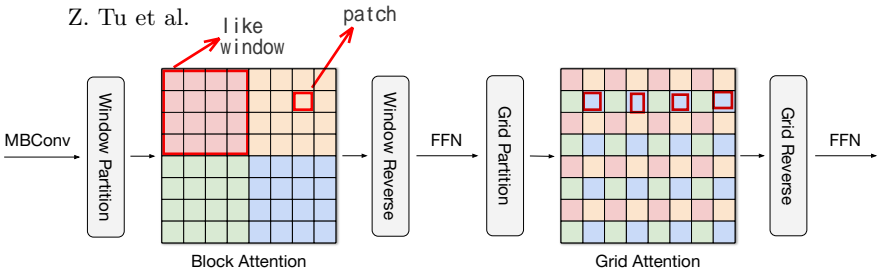 Z. Tu et al.
like
window
patch
MBConv
Window Partition
Block Attention
Window Reverse
FFN
Grid Partition
Grid Attention
Grid Reverse
FFN